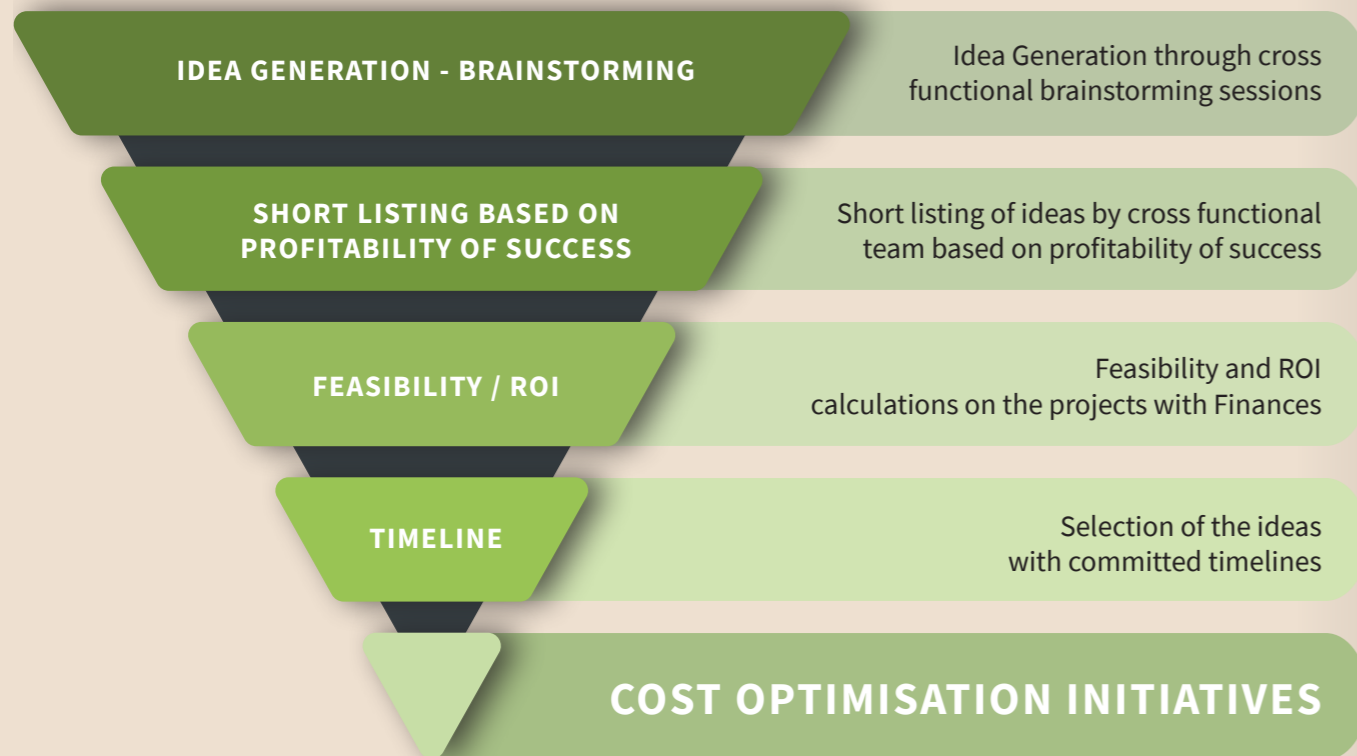 IDEA GENERATION - BRAINSTORMING
Idea Generation through cross
functional brainstorming sessions
SHORT LISTING BASED ON
PROFITABILITY OF SUCCESS
Short listing of ideas by cross functional
team based on profitability of success
FEASIBILITY / ROI
Feasibility and ROI
calculations on the projects with Finances
TIMELINE
Selection of the ideas
with committed timelines
COST OPTIMISATION INITIATIVES